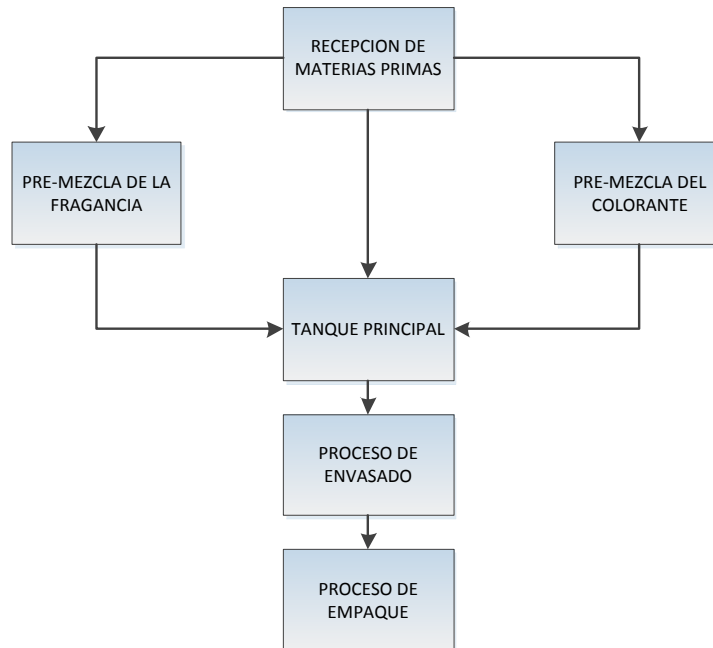 RECEPCION DE
MATERIAS PRIMAS
PRE-MEZCLA DE LA
FRAGANCIA
PRE-MEZCLA DEL
COLORANTE
TANQUE PRINCIPAL
PROCESO DE
ENVASADO
PROCESO DE
EMPAQUE